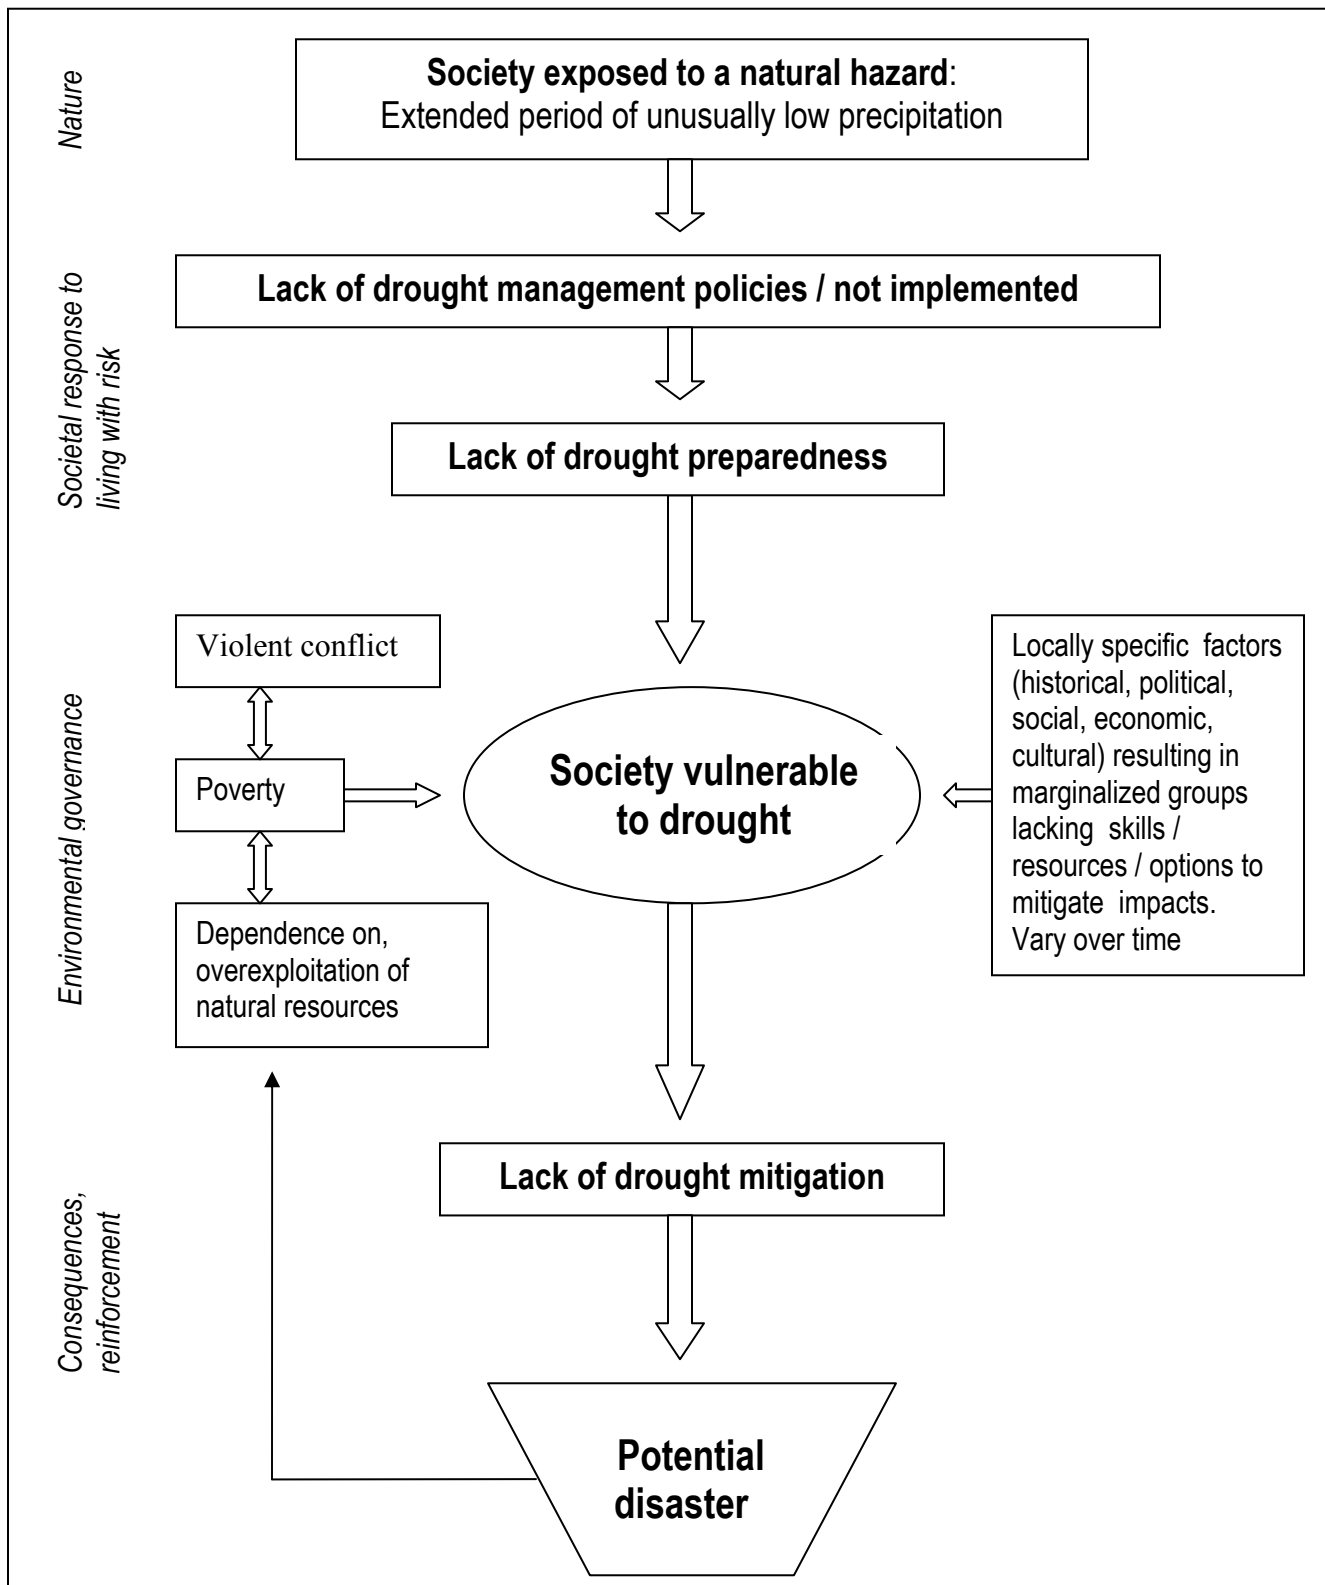 Nature
Society exposed to a natural hazard:
Extended period of unusually low precipitation
Societal response to
living with risk
Lack of drought management policies / not implemented
Lack of drought preparedness
Environmental governance
Violent conflict
Poverty
Dependence on,
overexploitation of
natural resources
Society vulnerable
to drought
Locally specific factors
(historical, political,
social, economic,
cultural) resulting in
marginalized groups
lacking skills /
resources / options to
mitigate impacts.
Vary over time
Consequences,
reinforcement
Lack of drought mitigation
Potential
disaster